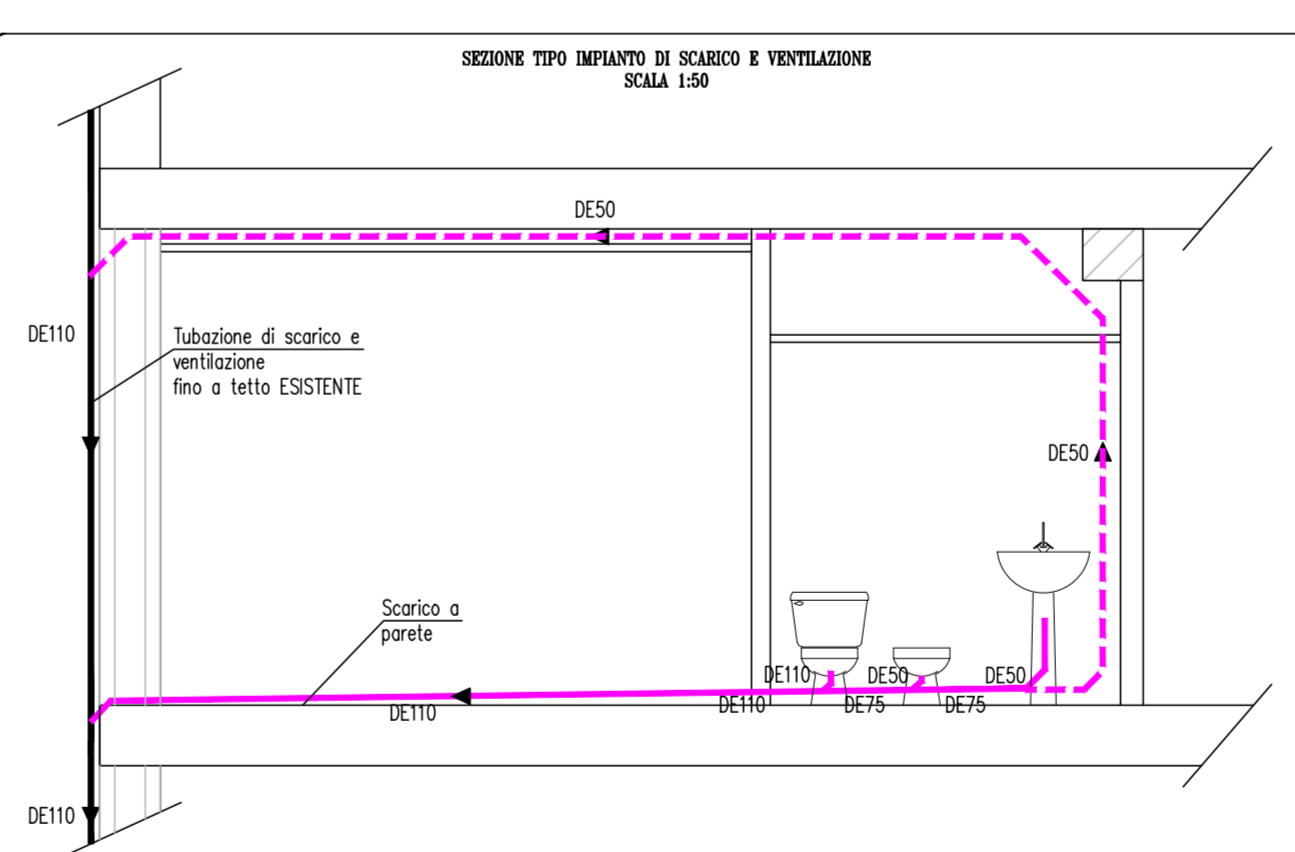 SEZIONE TIPO IMPIANTO DI SCARICO E VENTILAZIONE
SCALA 1:50
DE50
DE110
Tubazione di scarico e
ventilazione
fino a tetto ESISTENTE
DE50
Scarico a
parete
DE110
DE50
DE50
DE110
DE110
DE75
DE75
DE110